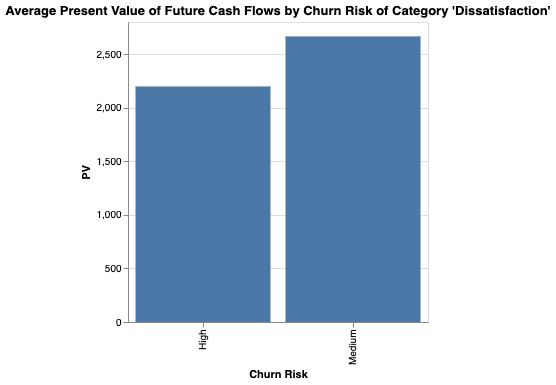 Average Present Value of Future Cash Flows by Churn Risk of Category 'Dissatisfaction'
PV
2,500
2,000
1,500
1,000
500
0
High
Medium
Churn Risk